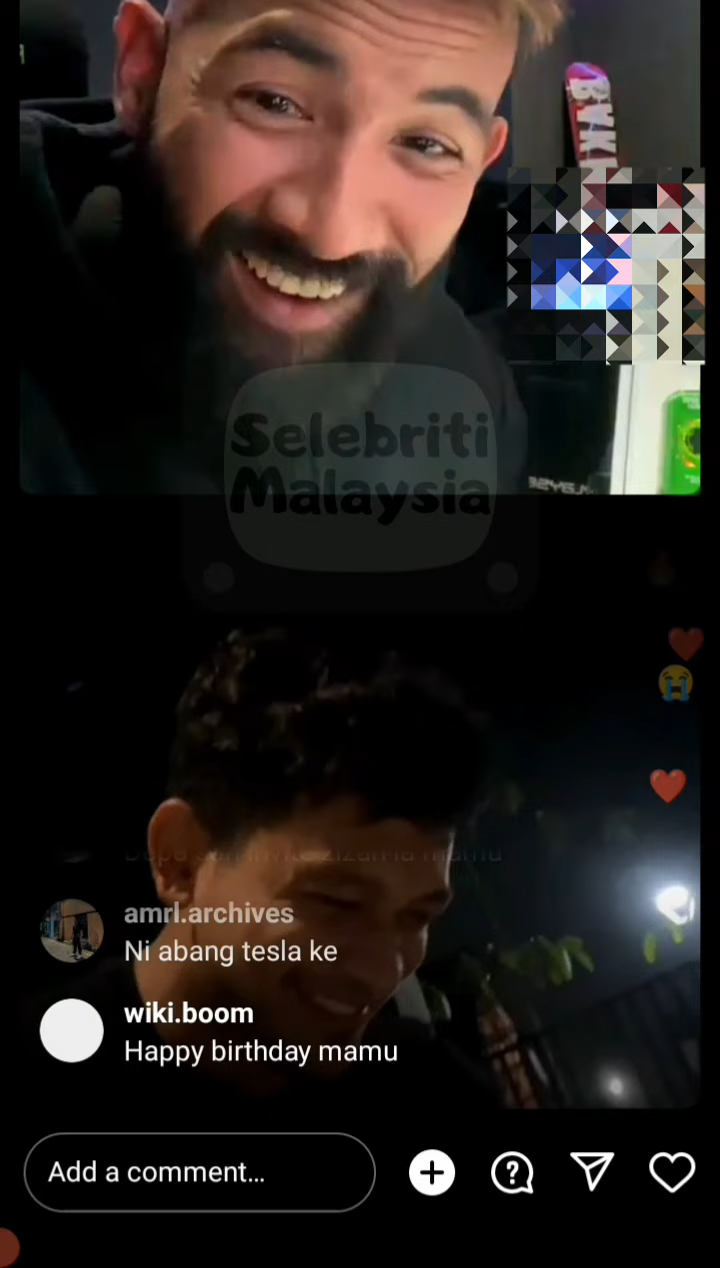 Selebriti
Malaysia
amrl.archives
Ni abang tesla ke
wiki.boom
Happy birthday mamu
Add a comment...